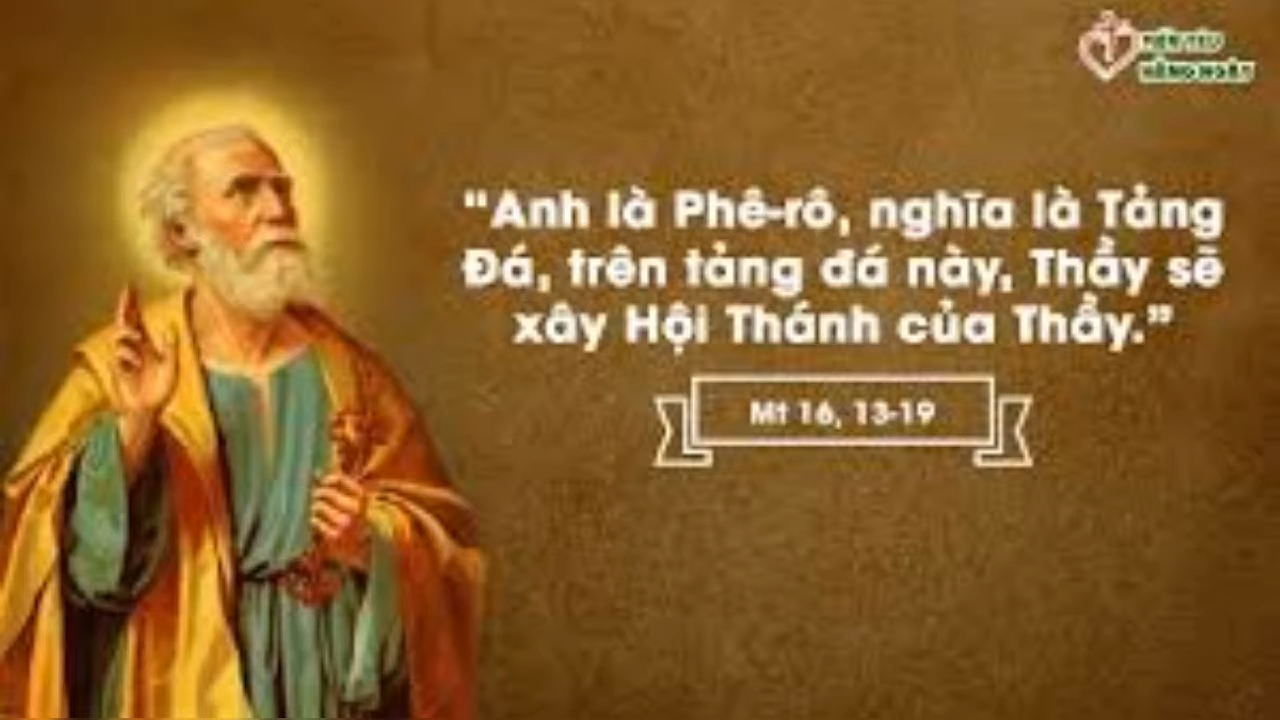 “Anh là Phê-rô, nghĩa là Tảng
Đá, trên tảng đá này, Thầy sẽ
xây Hội Thánh của Thầy.”
Mt 16, 13-19